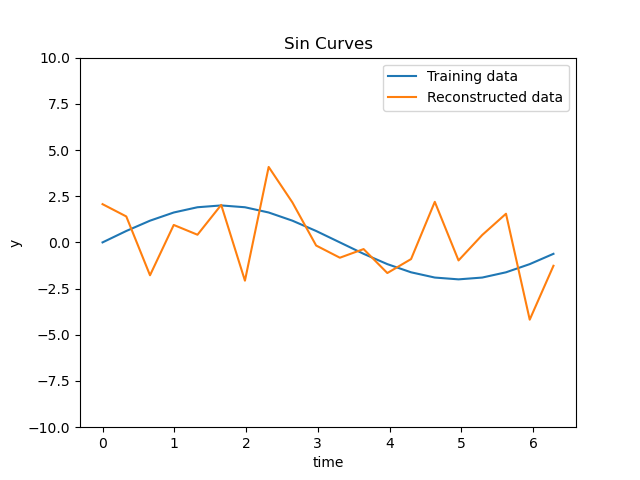 Sin Curves
Training data
Reconstructed data
10.0
7.5
5.0
2.5
0.0
−2.5
−5.0
−7.5
−10.0
y
0 1 2 3 4 5 6
time